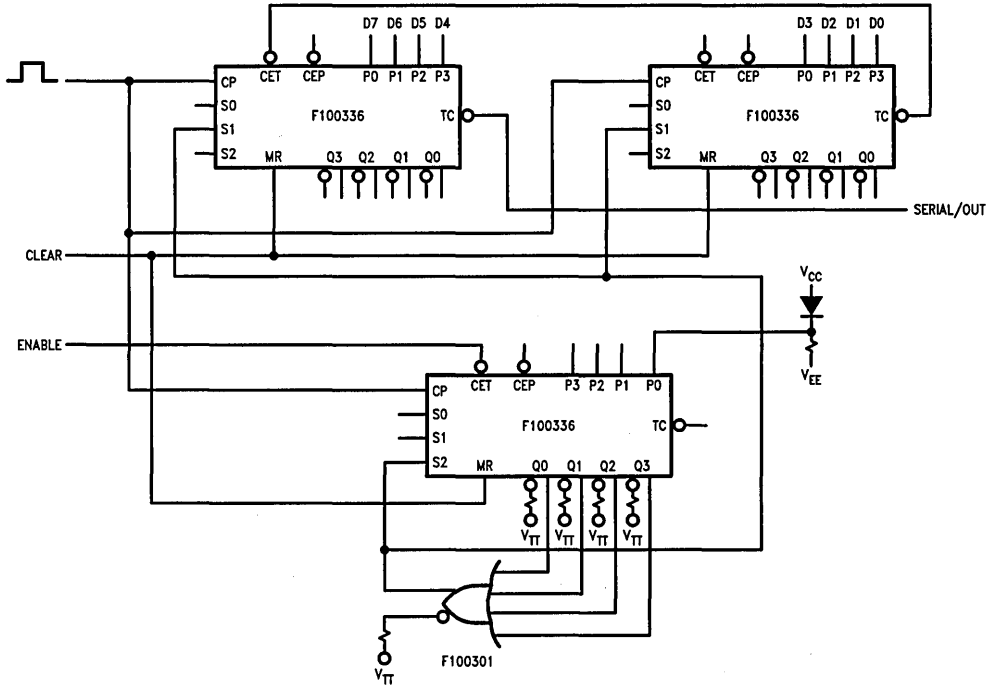 D7 D6 D5 D4
D3 D2 D1 D0
CET CEP P0 P1 P2 P3
CP
S0
S1
S2
F100336
TC
MR Q3 Q2 Q1 Q0
CET CEP P0 P1 P2 P3
CP
S0
S1
S2
F100336
TC
MR Q3 Q2 Q1 Q0
SERIAL/OUT
CLEAR
VCC
VEE
ENABLE
CET CEP P3 P2 P1 P0
CP
S0
S1
S2
F100336
TC
MR Q0 Q1 Q2 Q3
VTT VTT VTT VTT
VTT
F100301